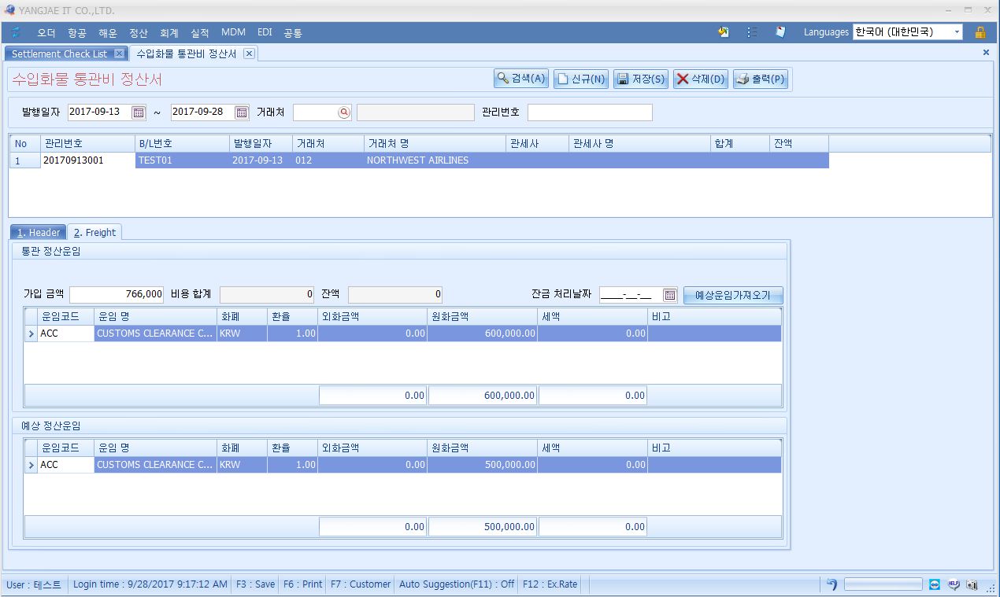 YANGJAE IT CO.,LTD.
오더 항공 해운 정산 회계 실적 MDM EDI 공통 Languages 한국어 (대한민국)
Settlement Check List 수입화물 통관비 정산서
수입화물 통관비 정산서 검색(A) 신규(N) 저장(S) 삭제(D) 출력(P)
발행일자 2017-09-13 ~ 2017-09-28 거래처 관리번호
No 관리번호 B/L번호 발행일자 거래처 거래처 명 관세사 관세사 명 합계 잔액
1 20170913001 TEST01 2017-09-13 012 NORTHWEST AIRLINES
1. Header 2. Freight
통관 정산운임
가입 금액 766,000 비용 합계 0 잔액 0 잔금 처리날짜 ____-__-__ 예상운임가져오기
운임코드 운임 명 화폐 환율 외화금액 원화금액 세액 비고
ACC CUSTOMS CLEARANCE C... KRW 1.00 0.00 600,000.00 0.00
0.00 600,000.00 0.00
예상 정산운임
운임코드 운임 명 화폐 환율 외화금액 원화금액 세액 비고
ACC CUSTOMS CLEARANCE C... KRW 1.00 0.00 500,000.00 0.00
0.00 500,000.00 0.00
User : 테스트 Login time : 9/28/2017 9:17:12 AM F3 : Save F6 : Print F7 : Customer Auto Suggestion(F11) : Off F12 : Ex.Rate HELP